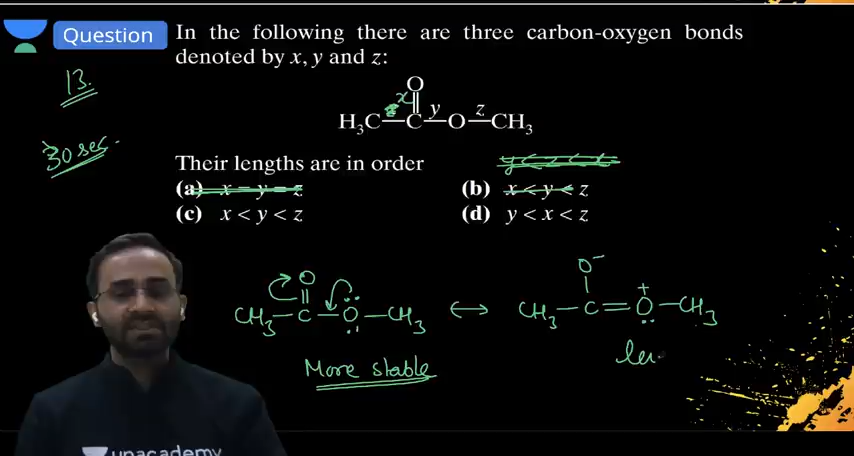 Question
In the following there are three carbon-oxygen bonds
denoted by x, y and z:
13.
30 sec.
O
x y z
H₃C—C—O—CH₃
Their lengths are in order
y < z < x
(a) x = y = z (b) x < y < z
(c) x < y < z (d) y < x < z
O O⁻
CH₃—C—O—CH₃ ↔ CH₃—C=O⁺—CH₃
More stable
les
unacademy